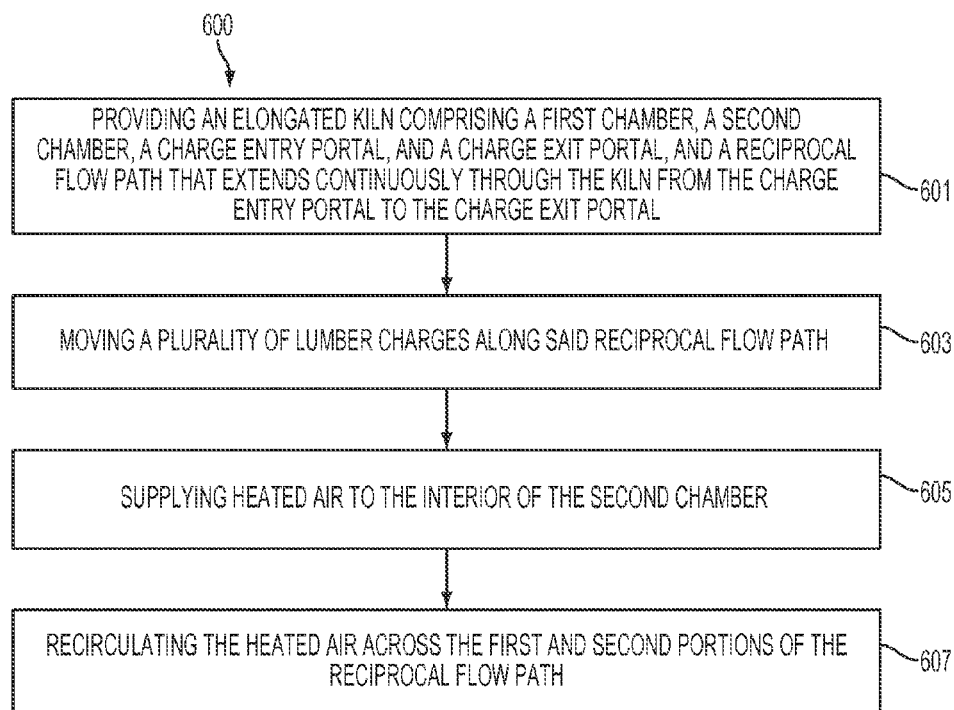 600
PROVIDING AN ELONGATED KILN COMPRISING A FIRST CHAMBER, A SECOND
CHAMBER, A CHARGE ENTRY PORTAL, AND A CHARGE EXIT PORTAL, AND A RECIPROCAL
FLOW PATH THAT EXTENDS CONTINUOUSLY THROUGH THE KILN FROM THE CHARGE
ENTRY PORTAL TO THE CHARGE EXIT PORTAL
601
MOVING A PLURALITY OF LUMBER CHARGES ALONG SAID RECIPROCAL FLOW PATH
603
SUPPLYING HEATED AIR TO THE INTERIOR OF THE SECOND CHAMBER
605
RECIRCULATING THE HEATED AIR ACROSS THE FIRST AND SECOND PORTIONS OF THE
RECIPROCAL FLOW PATH
607